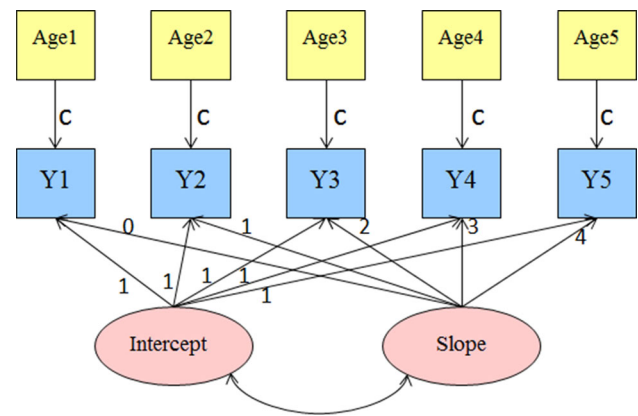 Age1 Age2 Age3 Age4 Age5
C C C C C
Y1 Y2 Y3 Y4 Y5
0 1 2 3 4
1 1 1 1 1
Intercept Slope